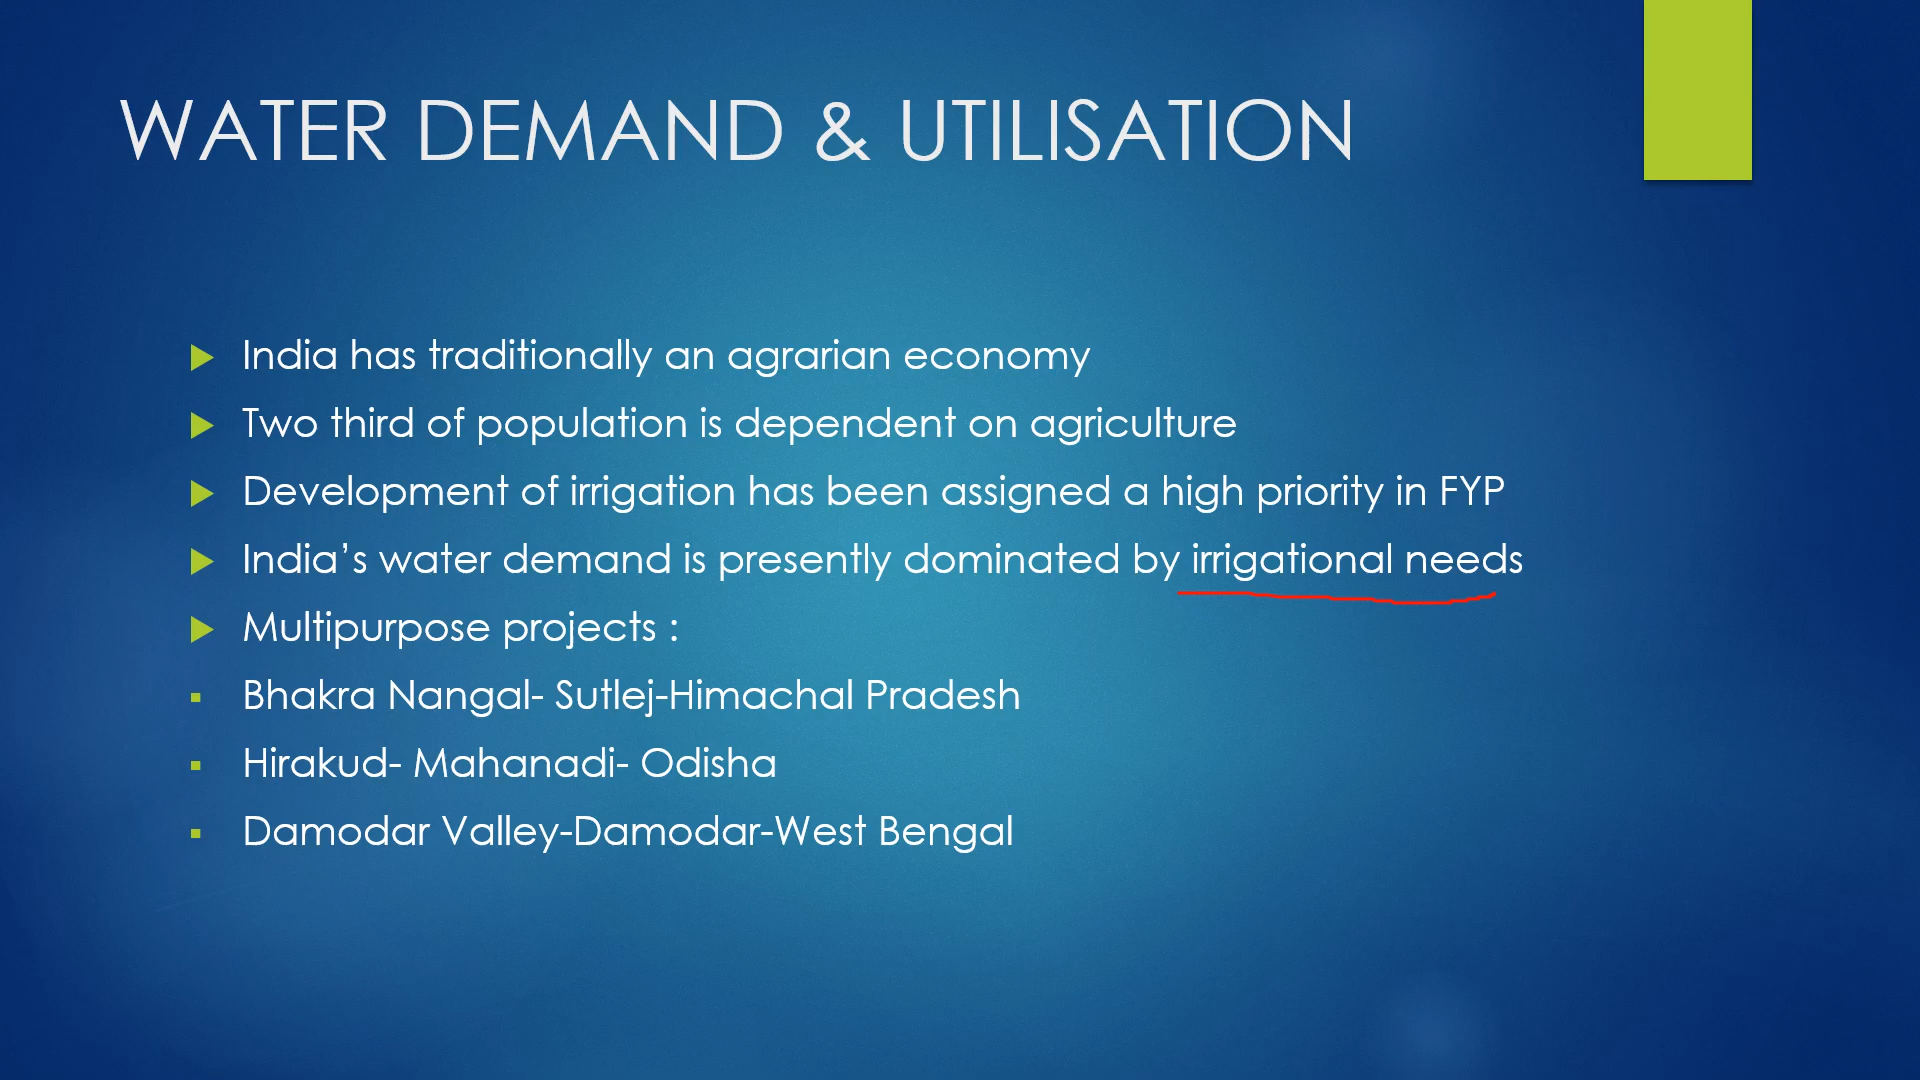 WATER DEMAND & UTILISATION
India has traditionally an agrarian economy
Two third of population is dependent on agriculture
Development of irrigation has been assigned a high priority in FYP
India’s water demand is presently dominated by irrigational needs
Multipurpose projects :
Bhakra Nangal- Sutlej-Himachal Pradesh
Hirakud- Mahanadi- Odisha
Damodar Valley-Damodar-West Bengal